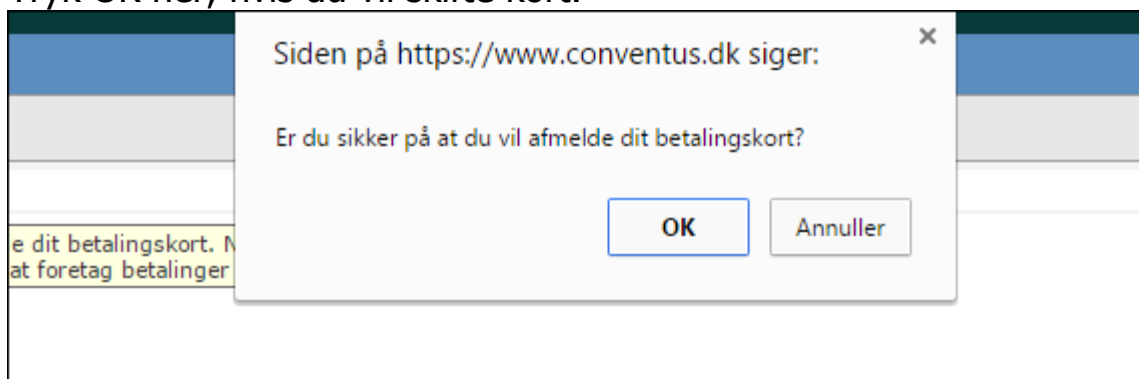 Tryk OK her, hvis du vil skifte kort.
Siden på https://www.conventus.dk siger:
×
Er du sikker på at du vil afmelde dit betalingskort?
OK
Annuller
e dit betalingskort.
at foretag betalinger